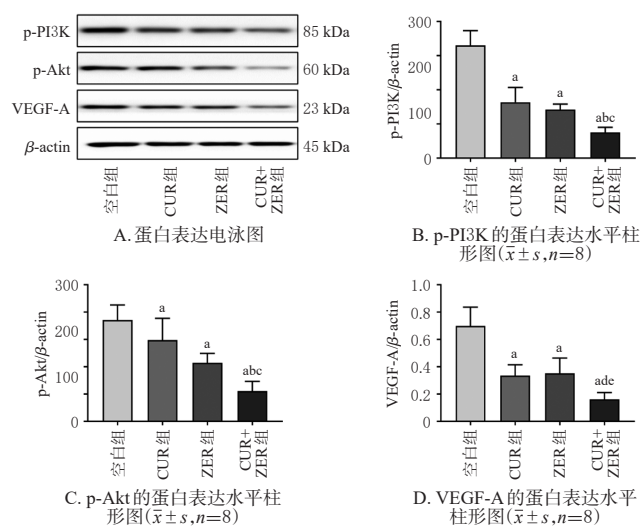 p-PI3K 85 kDa
p-Akt 60 kDa
VEGF-A 23 kDa
β-actin 45 kDa
空白组 CUR组 ZER组 CUR+ZER组
A. 蛋白表达电泳图
p-PI3K/β-actin
300
200
100
0
a
a
abc
空白组 CUR组 ZER组 CUR+ZER组
B. p-PI3K的蛋白表达水平柱
形图(x̄±s,n=8)
p-Akt/β-actin
300
200
100
0
a
a
abc
空白组 CUR组 ZER组 CUR+ZER组
C. p-Akt的蛋白表达水平柱
形图(x̄±s,n=8)
VEGF-A/β-actin
1.0
0.8
0.6
0.4
0.2
0
a
a
ade
空白组 CUR组 ZER组 CUR+ZER组
D. VEGF-A的蛋白表达水平
柱形图(x̄±s,n=8)